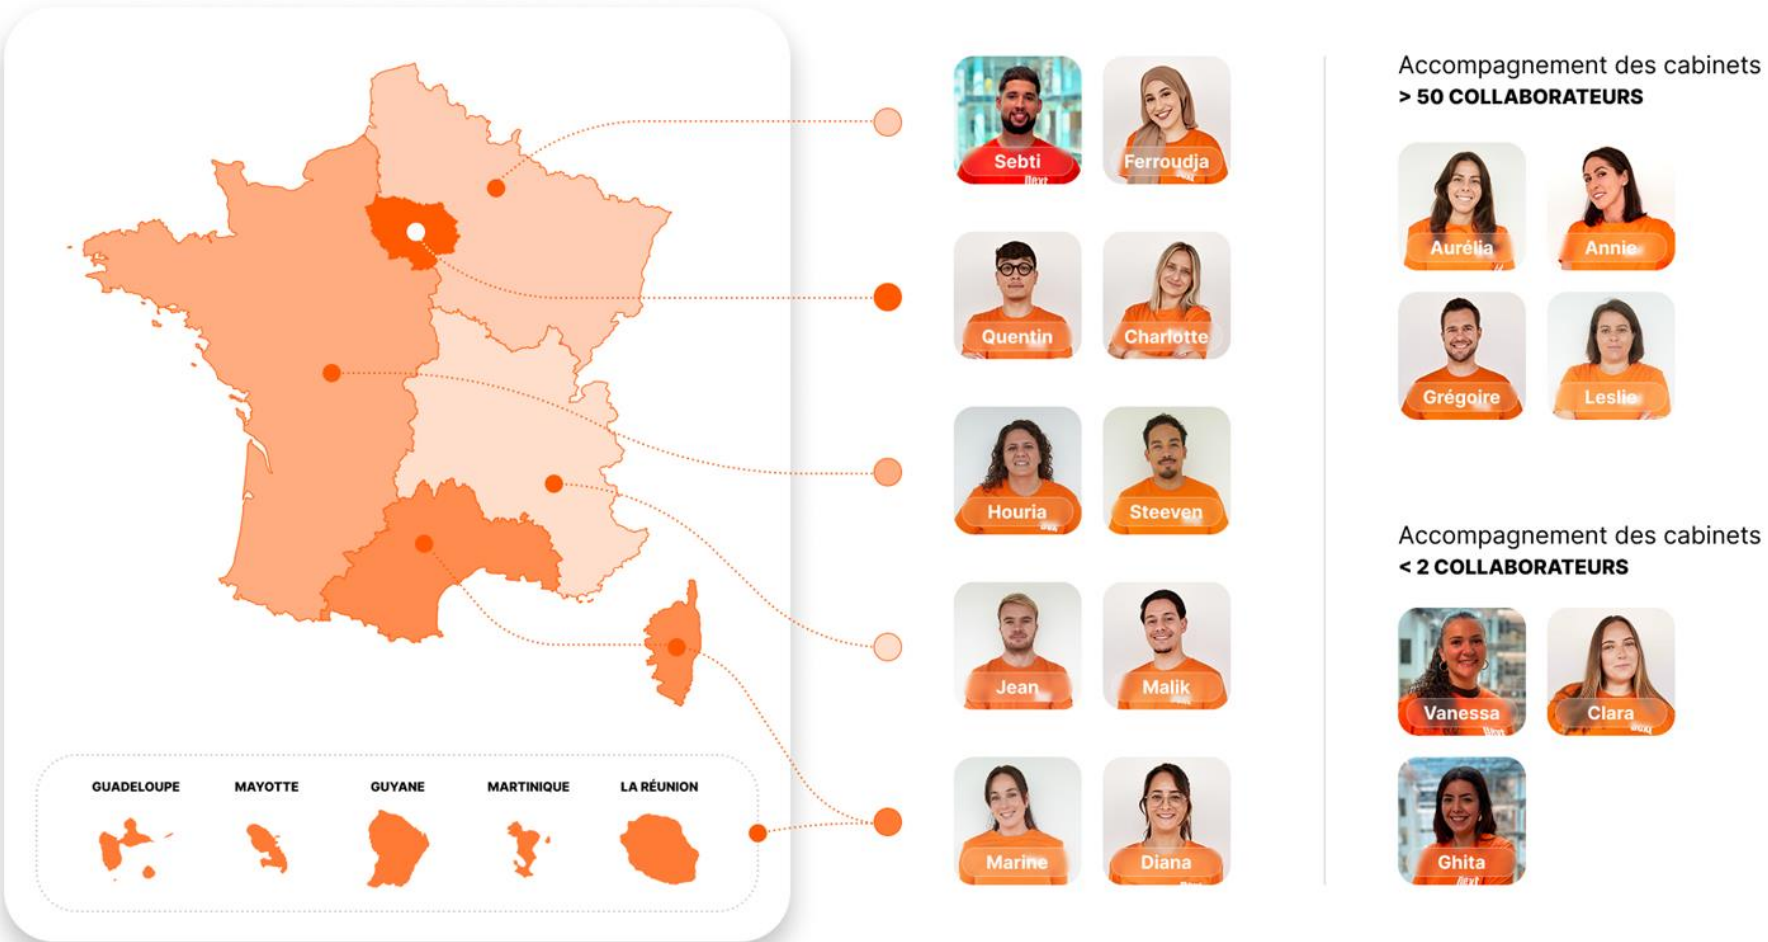 GUADELOUPE
MAYOTTE
GUYANE
MARTINIQUE
LA RÉUNION
Sebti
Ferroudja
Quentin
Charlotte
Houria
Steeven
Jean
Malik
Marine
Diana
Accompagnement des cabinets
> 50 COLLABORATEURS
Aurélia
Annie
Grégoire
Leslie
Accompagnement des cabinets
< 2 COLLABORATEURS
Vanessa
Clara
Ghita